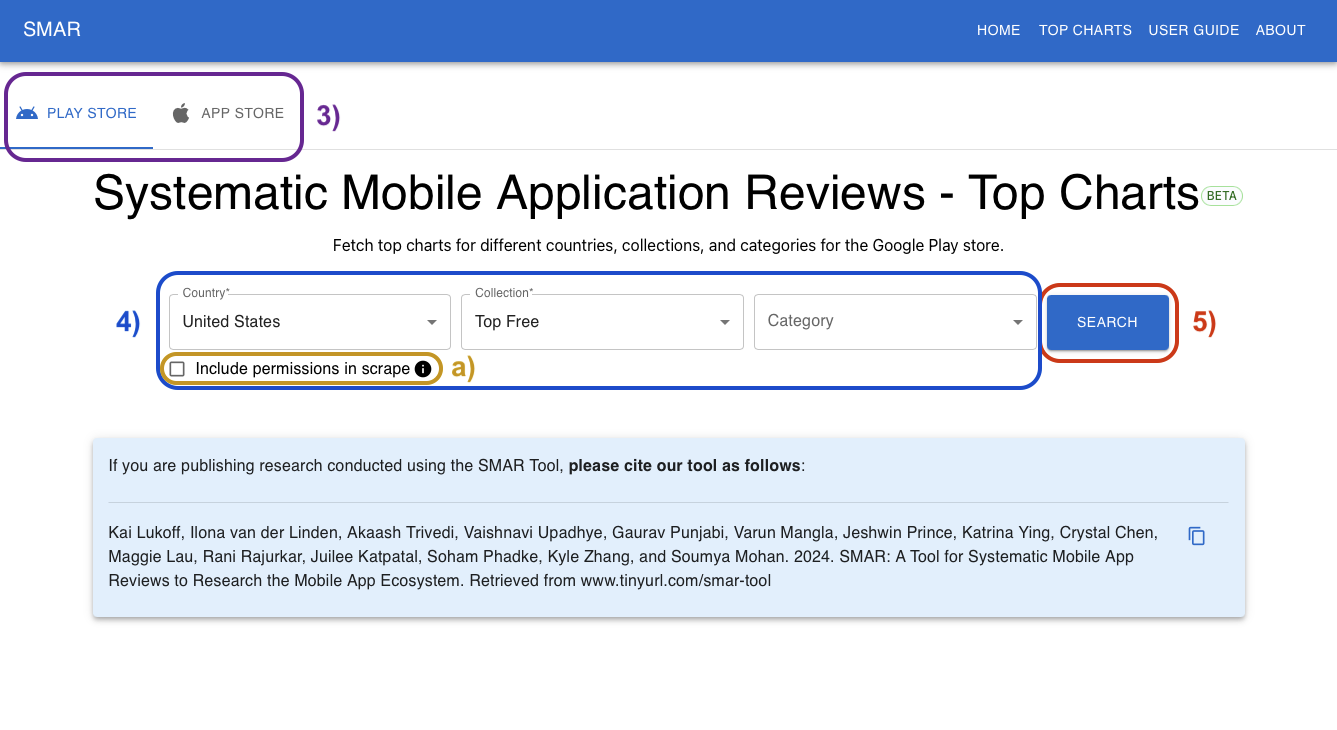 SMAR
HOME TOP CHARTS USER GUIDE ABOUT
PLAY STORE APP STORE 3)
Systematic Mobile Application Reviews - Top Charts BETA
Fetch top charts for different countries, collections, and categories for the Google Play store.
4) Country* Collection*
United States Top Free Category SEARCH 5)
Include permissions in scrape i a)
If you are publishing research conducted using the SMAR Tool, please cite our tool as follows:
Kai Lukoff, Ilona van der Linden, Akaash Trivedi, Vaishnavi Upadhye, Gaurav Punjabi, Varun Mangla, Jeshwin Prince, Katrina Ying, Crystal Chen,
Maggie Lau, Rani Rajurkar, Juilee Katpatal, Soham Phadke, Kyle Zhang, and Soumya Mohan. 2024. SMAR: A Tool for Systematic Mobile App
Reviews to Research the Mobile App Ecosystem. Retrieved from www.tinyurl.com/smar-tool